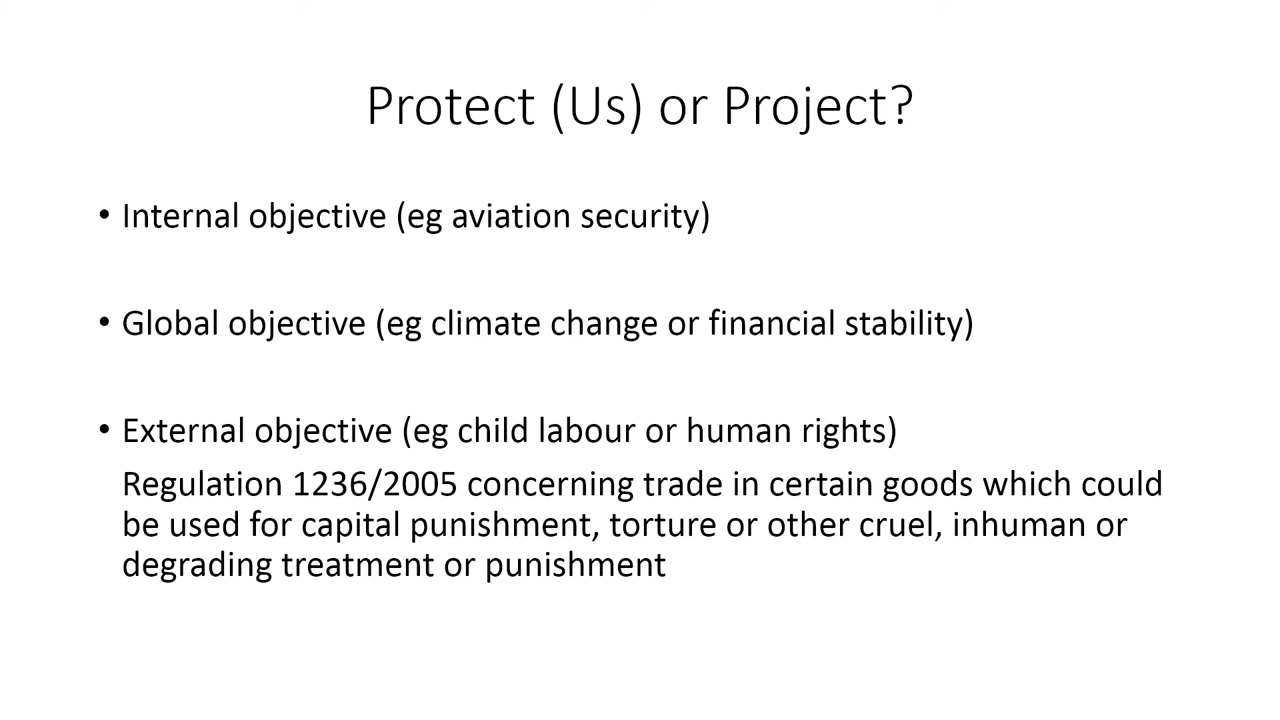 Protect (Us) or Project?
• Internal objective (eg aviation security)
• Global objective (eg climate change or financial stability)
• External objective (eg child labour or human rights)
Regulation 1236/2005 concerning trade in certain goods which could
be used for capital punishment, torture or other cruel, inhuman or
degrading treatment or punishment